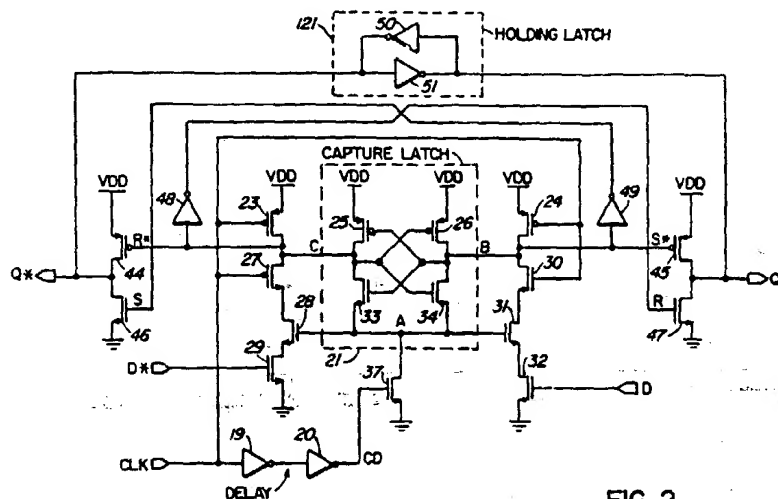 121
50
HOLDING LATCH
51
CAPTURE LATCH
VDD
VDD
VDD
VDD
VDD
VDD
48
23
25
26
24
49
R*
C
B
S*
Q*
44
27
30
45
Q
S
28
33
34
31
R
46
A
47
29
21
32
D*
37
D
19
20
CLK
CD
DELAY
FIG. 2